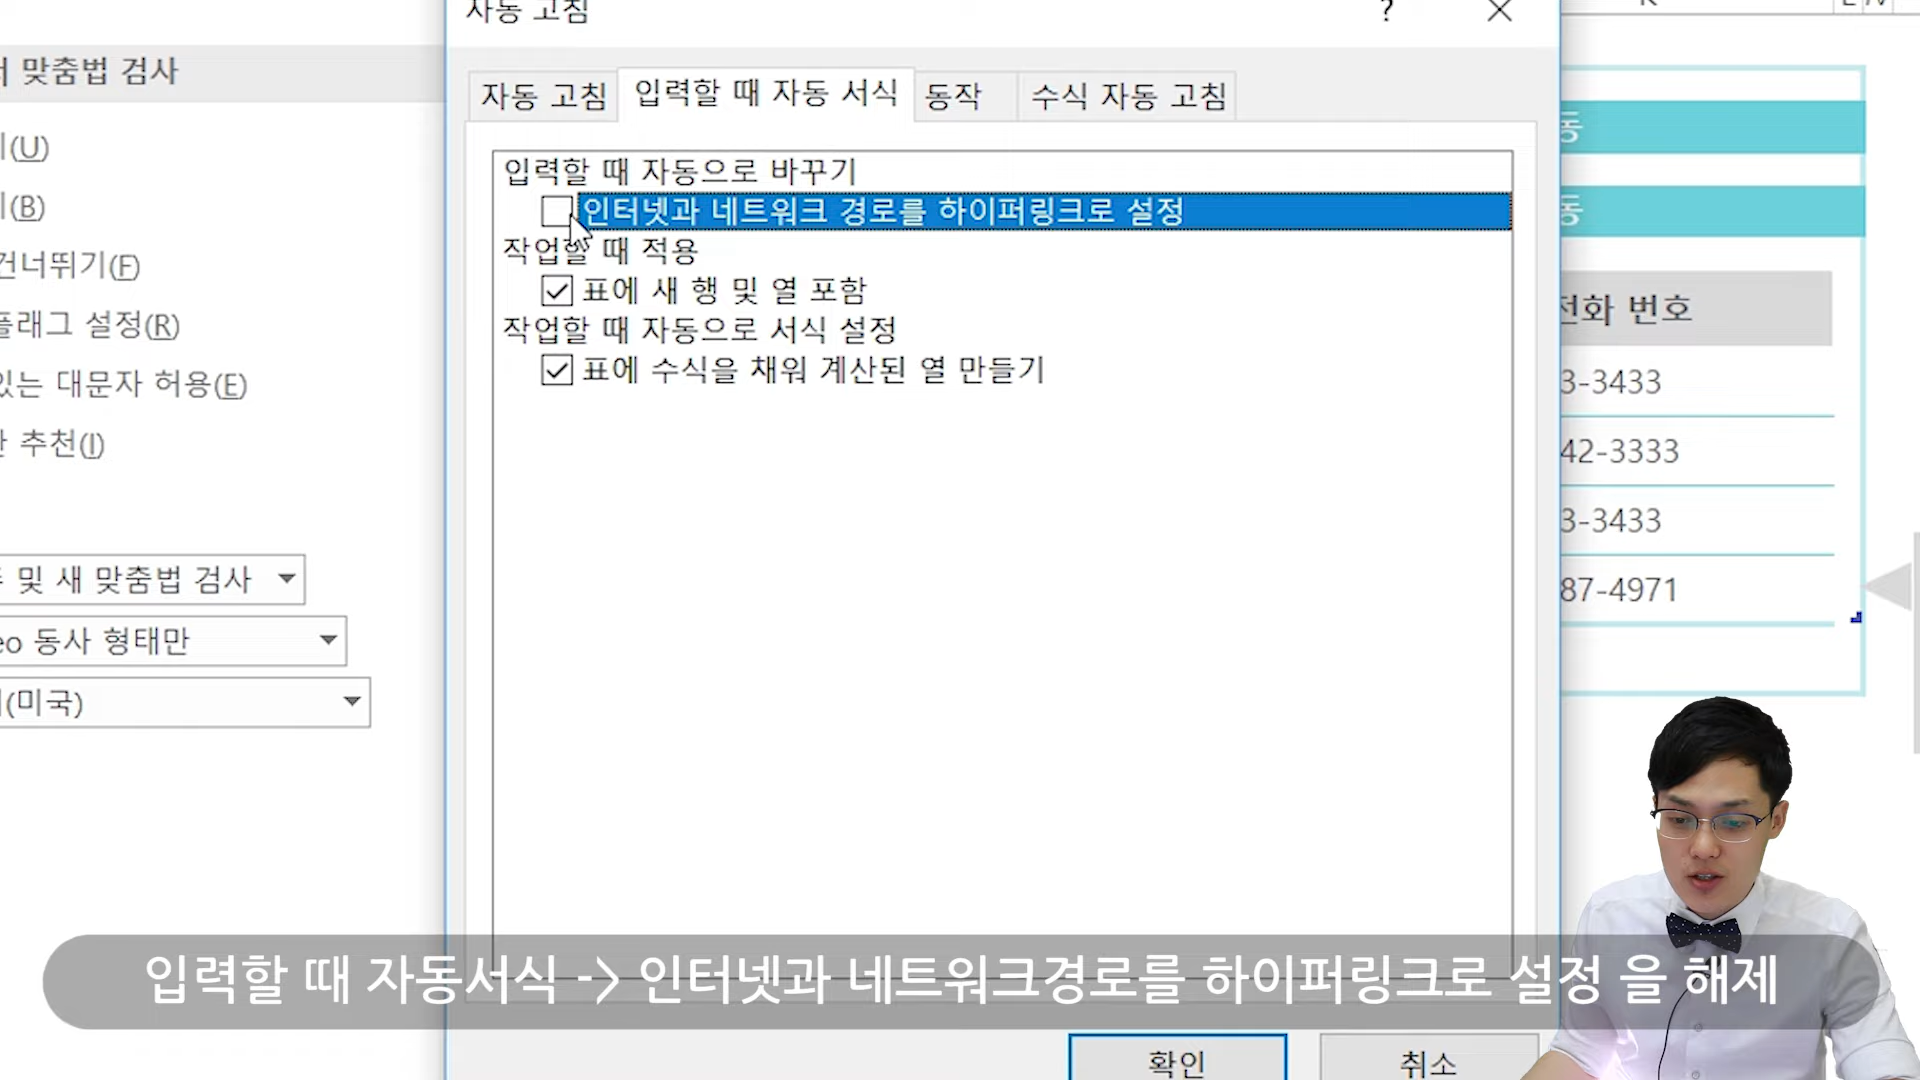 자동 고침
?
자동 고침
입력할 때 자동 서식
동작
수식 자동 고침
입력할 때 자동으로 바꾸기
인터넷과 네트워크 경로를 하이퍼링크로 설정
작업할 때 적용
표에 새 행 및 열 포함
작업할 때 자동으로 서식 설정
표에 수식을 채워 계산된 열 만들기
맞춤법 검사
(U)
(B)
건너뛰기(F)
플래그 설정(R)
있는 대문자 허용(E)
추천(I)
및 새 맞춤법 검사
eo 동사 형태만
(미국)
동
동
전화 번호
3-3433
42-3333
3-3433
87-4971
입력할 때 자동서식 -> 인터넷과 네트워크경로를 하이퍼링크로 설정 을 해제
확인
취소